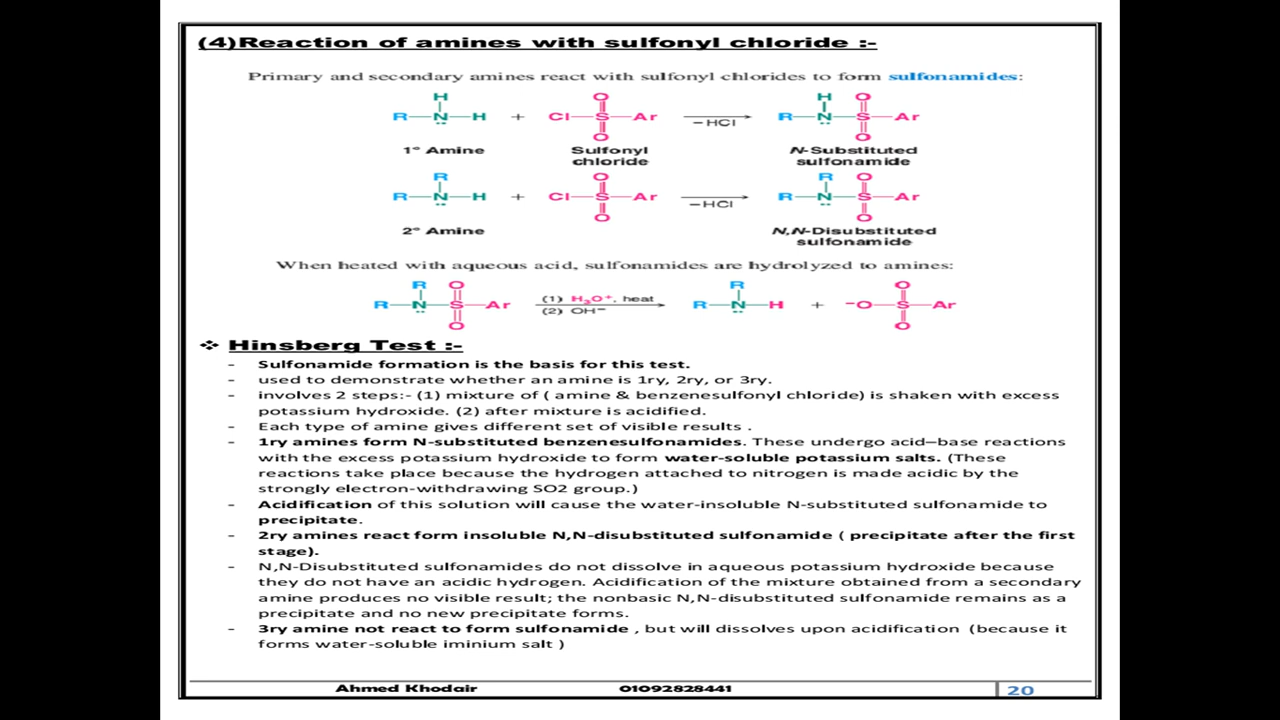 (4)Reaction of amines with sulfonyl chloride :-
Primary and secondary amines react with sulfonyl chlorides to form sulfonamides:
H O H O
R—N—H + Cl—S—Ar —HCl R—N—S—Ar
O O
1° Amine Sulfonyl N-Substituted
chloride sulfonamide
R O R O
R—N—H + Cl—S—Ar —HCl R—N—S—Ar
O O
2° Amine N,N-Disubstituted
sulfonamide
When heated with aqueous acid, sulfonamides are hydrolyzed to amines:
R O R O
R—N—S—Ar (1) H₃O⁺, heat R—N—H + ⁻O—S—Ar
(2) OH⁻
O O
❖ Hinsberg Test :-
- Sulfonamide formation is the basis for this test.
- used to demonstrate whether an amine is 1ry, 2ry, or 3ry.
- involves 2 steps:- (1) mixture of ( amine & benzenesulfonyl chloride) is shaken with excess
potassium hydroxide. (2) after mixture is acidified.
- Each type of amine gives different set of visible results .
- 1ry amines form N-substituted benzenesulfonamides. These undergo acid–base reactions
with the excess potassium hydroxide to form water-soluble potassium salts. (These
reactions take place because the hydrogen attached to nitrogen is made acidic by the
strongly electron-withdrawing SO2 group.)
- Acidification of this solution will cause the water-insoluble N-substituted sulfonamide to
precipitate.
- 2ry amines react form insoluble N,N-disubstituted sulfonamide ( precipitate after the first
stage).
- N,N-Disubstituted sulfonamides do not dissolve in aqueous potassium hydroxide because
they do not have an acidic hydrogen. Acidification of the mixture obtained from a secondary
amine produces no visible result; the nonbasic N,N-disubstituted sulfonamide remains as a
precipitate and no new precipitate forms.
- 3ry amine not react to form sulfonamide , but will dissolves upon acidification (because it
forms water-soluble iminium salt )
Ahmed Khodair 01092828441 20